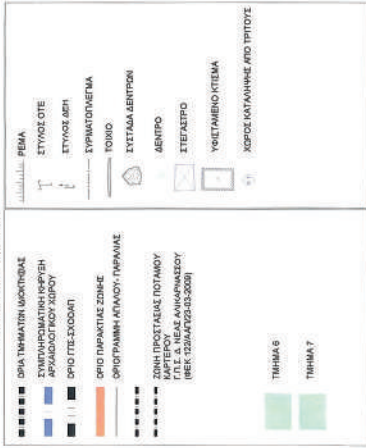 ΟΡΙΑ ΤΜΗΜΑΤΩΝ ΙΔΙΟΚΤΗΣΙΑΣ
ΣΥΜΠΛΗΡΩΜΑΤΙΚΗ ΚΗΡΥΞΗ
ΑΡΧΑΙΟΛΟΓΙΚΟΥ ΧΩΡΟΥ
ΟΡΙΟ ΓΠΣ-ΣΧΟΟΑΠ
ΟΡΙΟ ΠΑΡΑΚΤΙΑΣ ΖΩΝΗΣ
ΟΡΙΟΓΡΑΜΜΗ ΑΙΓΙΑΛΟΥ- ΠΑΡΑΛΙΑΣ
ΖΩΝΗ ΠΡΟΣΤΑΣΙΑΣ ΠΟΤΑΜΟΥ
ΚΑΡΤΕΡΟΥ
Γ.Π.Σ. Δ. ΝΕΑΣ ΑΛΙΚΑΡΝΑΣΣΟΥ
(ΦΕΚ 122/ΑΑΠ/23-03-2009)
ΤΜΗΜΑ 6
ΤΜΗΜΑ 7
ΡΕΜΑ
ΣΤΥΛΟΣ ΟΤΕ
ΣΤΥΛΟΣ ΔΕΗ
ΣΥΡΜΑΤΟΠΛΕΓΜΑ
ΤΟΙΧΙΟ
ΣΥΣΤΑΔΑ ΔΕΝΤΡΩΝ
ΔΕΝΤΡΟ
ΣΤΕΓΑΣΤΡΟ
ΥΦΙΣΤΑΜΕΝΟ ΚΤΙΣΜΑ
ΧΩΡΟΣ ΚΑΤΑΛΗΨΗΣ ΑΠΟ ΤΡΙΤΟΥΣ